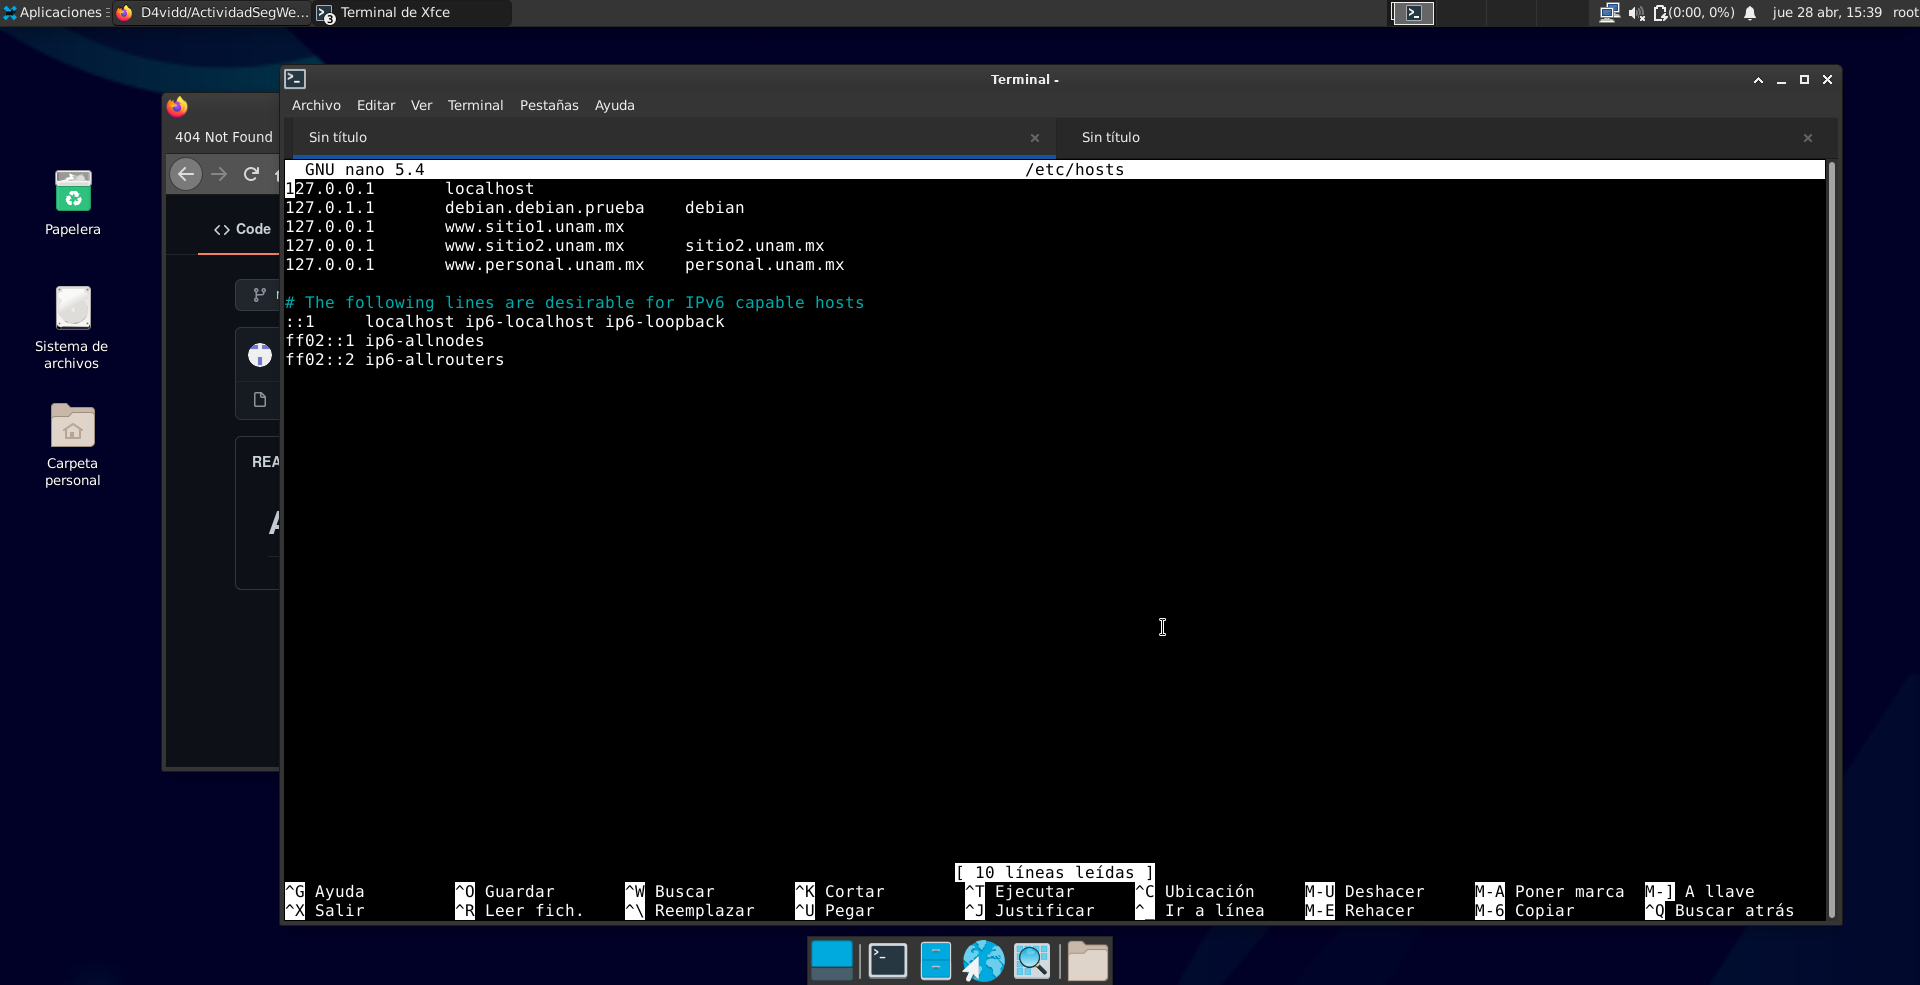 Aplicaciones
D4vidd/ActividadSegWe...
3
Terminal de Xfce
(0:00, 0%)
jue 28 abr, 15:39
root
Terminal -
Archivo Editar Ver Terminal Pestañas Ayuda
404 Not Found
Sin título
Sin título
GNU nano 5.4 /etc/hosts
127.0.0.1 localhost
127.0.1.1 debian.debian.prueba debian
127.0.0.1 www.sitio1.unam.mx
127.0.0.1 www.sitio2.unam.mx sitio2.unam.mx
127.0.0.1 www.personal.unam.mx personal.unam.mx
# The following lines are desirable for IPv6 capable hosts
::1 localhost ip6-localhost ip6-loopback
ff02::1 ip6-allnodes
ff02::2 ip6-allrouters
[ 10 líneas leídas ]
^G Ayuda ^O Guardar ^W Buscar ^K Cortar ^T Ejecutar ^C Ubicación M-U Deshacer M-A Poner marca M-] A llave
^X Salir ^R Leer fich. ^\ Reemplazar ^U Pegar ^J Justificar ^_ Ir a línea M-E Rehacer M-6 Copiar ^Q Buscar atrás
Papelera
Sistema de
archivos
Carpeta
personal
<> Code
REA
A